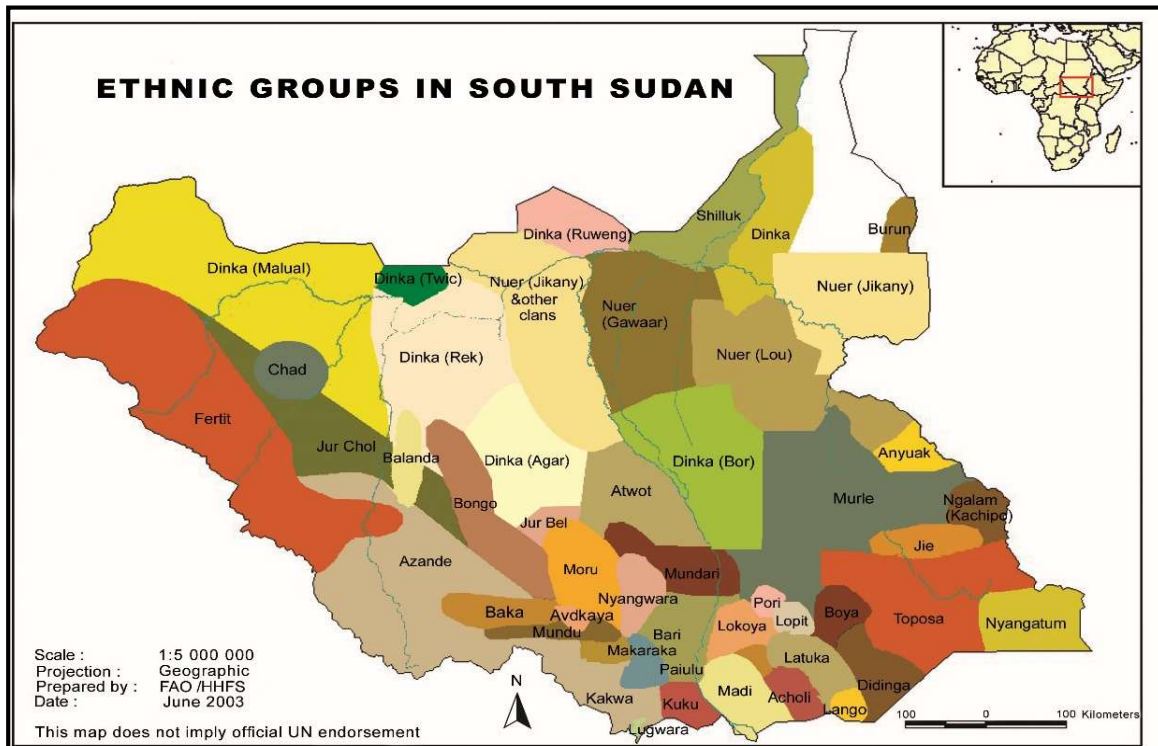 ETHNIC GROUPS IN SOUTH SUDAN
Shilluk
Dinka
Burun
Dinka (Ruweng)
Dinka (Malual)
Dinka (Twic)
Nuer (Jikany)
&other
clans
Nuer
(Gawaar)
Nuer (Jikany)
Nuer (Lou)
Dinka (Rek)
Chad
Fertit
Jur Chol
Balanda
Dinka (Agar)
Dinka (Bor)
Anyuak
Bongo
Atwot
Murle
Ngalam
(Kachipo)
Jur Bel
Jie
Azande
Moru
Mundari
Nyangwara
Pori
Baka
Avdkaya
Lopit
Boya
Toposa
Nyangatum
Mundu
Bari
Lokoya
Makaraka
Latuka
Paiulu
Didinga
Kakwa
Kuku
Madi
Acholi
Lango
Lugwara
Scale : 1:5 000 000
Projection : Geographic
Prepared by : FAO /HHFS
Date : June 2003
This map does not imply official UN endorsement
N
100 0 100 Kilometers